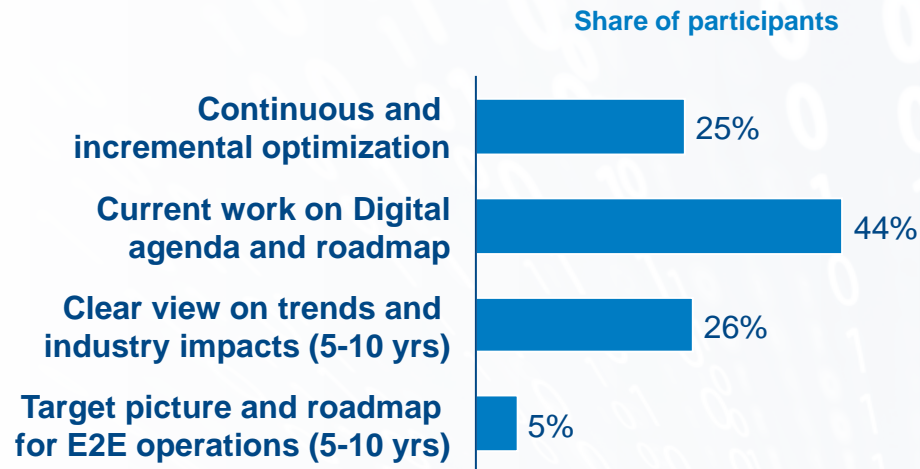 Share of participants
Continuous and
incremental optimization
25%
Current work on Digital
agenda and roadmap
44%
Clear view on trends and
industry impacts (5-10 yrs)
26%
Target picture and roadmap
for E2E operations (5-10 yrs)
5%